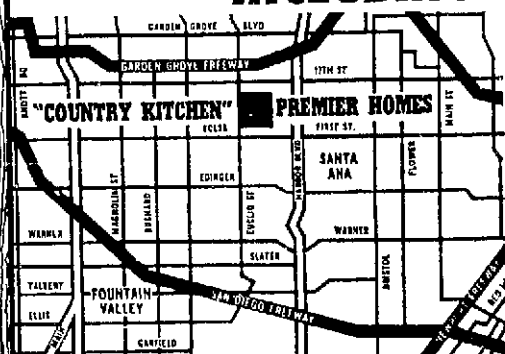 GARDEN GROVE BLVD
GARDEN GROVE FREEWAY
17TH ST
"COUNTRY KITCHEN"
PREMIER HOMES
BOLSA
FIRST ST.
MAIN ST
SANTA
ANA
FLOWER
HARBOR BLVD
EDINGER
MAGNOLIA ST
BUSHARD
EUCLID ST
WARNER
WARNER
SLATER
BRISTOL
TALBERT
FOUNTAIN
VALLEY
SAN DIEGO FREEWAY
ELLIS
MAIN
GARFIELD